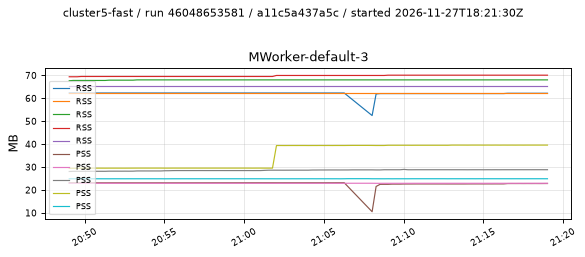 cluster5-fast / run 46048653581 / a11c5a437a5c / started 2026-11-27T18:21:30Z
MWorker-default-3
MB
70
60
50
40
30
20
10
RSS
RSS
RSS
RSS
RSS
PSS
PSS
PSS
PSS
PSS
20:50
20:55
21:00
21:05
21:10
21:15
21:20